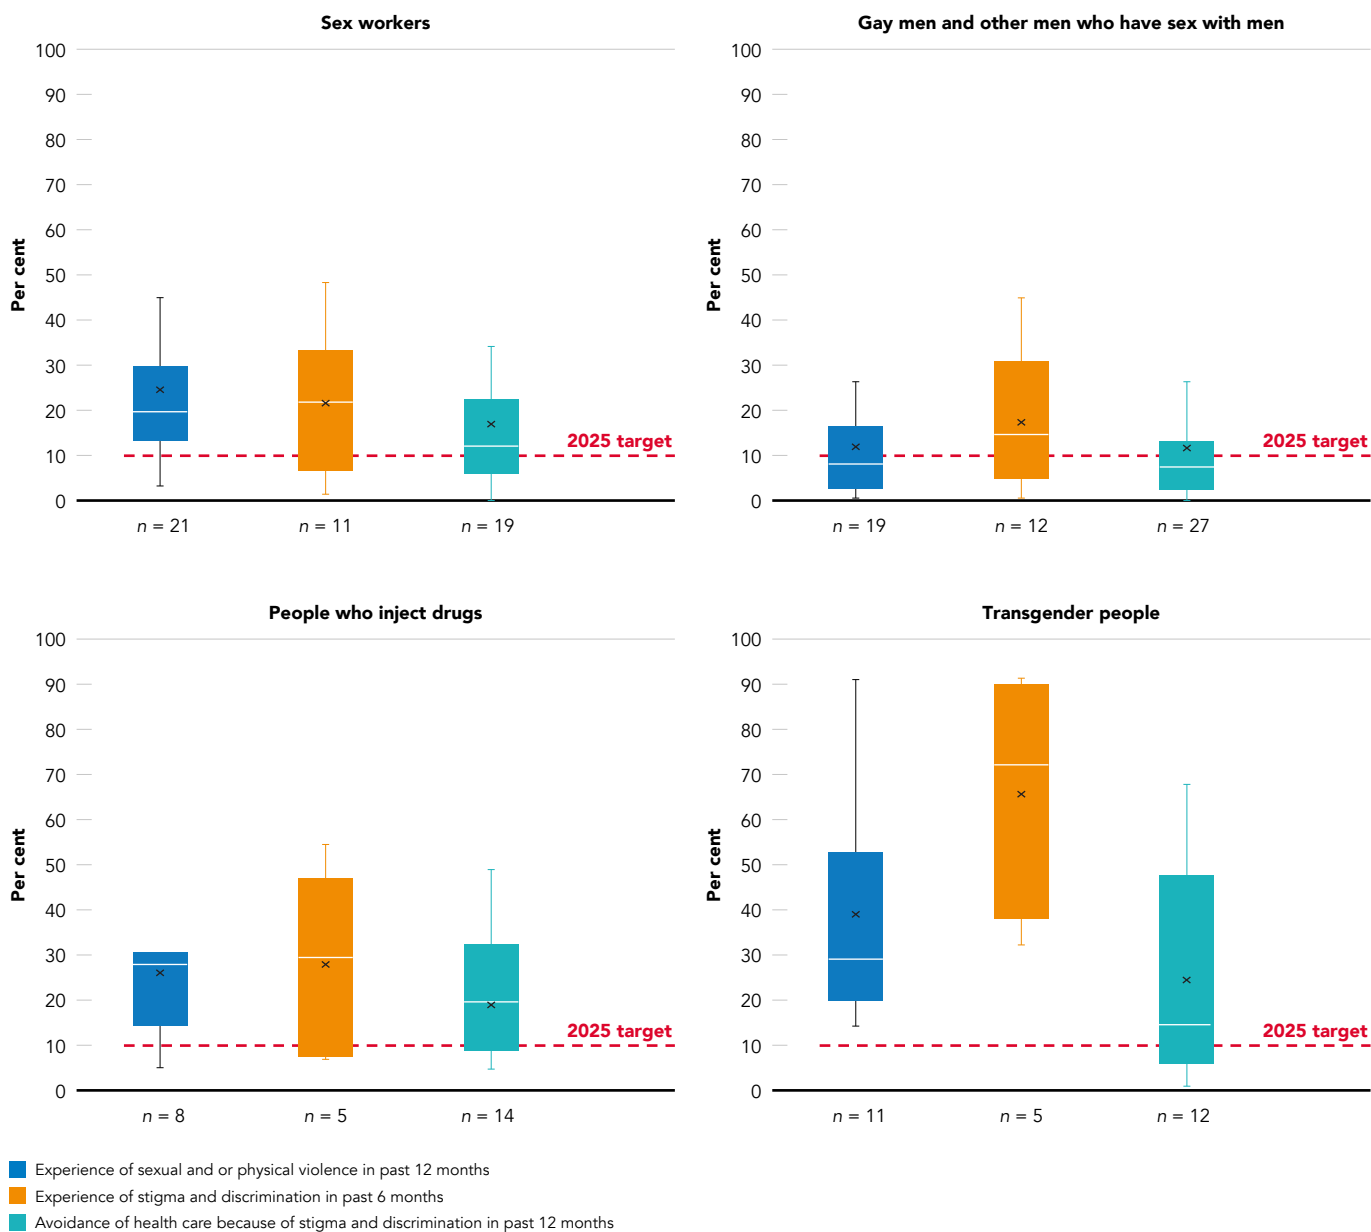 Sex workers
100
90
80
70
60
50
40
30
20
10
0
Per cent
2025 target
n = 21
n = 11
n = 19
Gay men and other men who have sex with men
100
90
80
70
60
50
40
30
20
10
0
Per cent
2025 target
n = 19
n = 12
n = 27
People who inject drugs
100
90
80
70
60
50
40
30
20
10
0
Per cent
2025 target
n = 8
n = 5
n = 14
Transgender people
100
90
80
70
60
50
40
30
20
10
0
Per cent
2025 target
n = 11
n = 5
n = 12
Experience of sexual and or physical violence in past 12 months
Experience of stigma and discrimination in past 6 months
Avoidance of health care because of stigma and discrimination in past 12 months